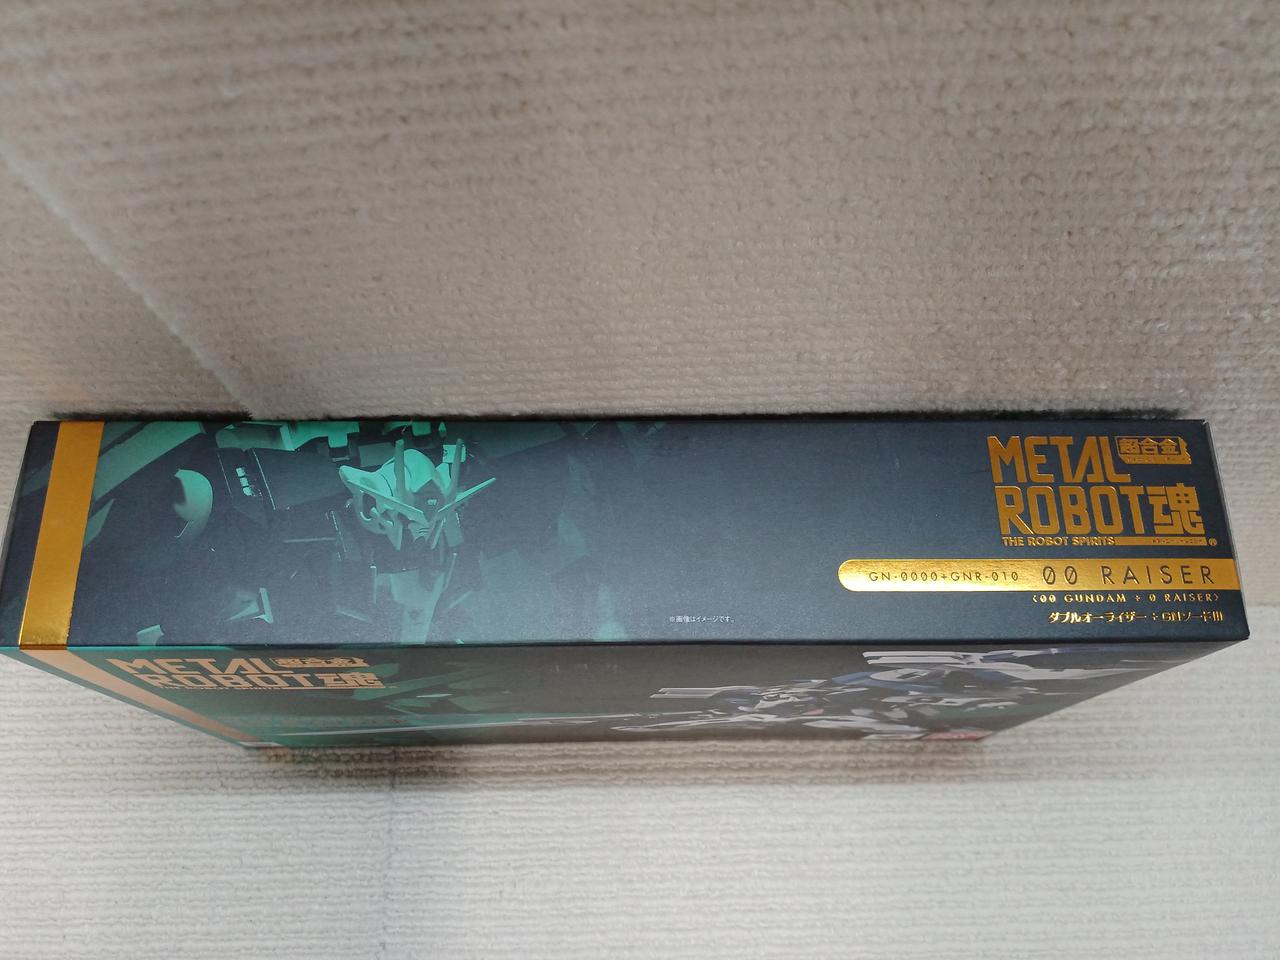 METAL 超合金
ROBOT魂
THE ROBOT SPIRITS
GN-0000+GNR-010 00 RAISER
<00 GUNDAM + 0 RAISER>
ダブルオーライザー+GNソードIII
※画像はイメージです。
METAL 超合金
ROBOT魂
THE ROBOT SPIRITS